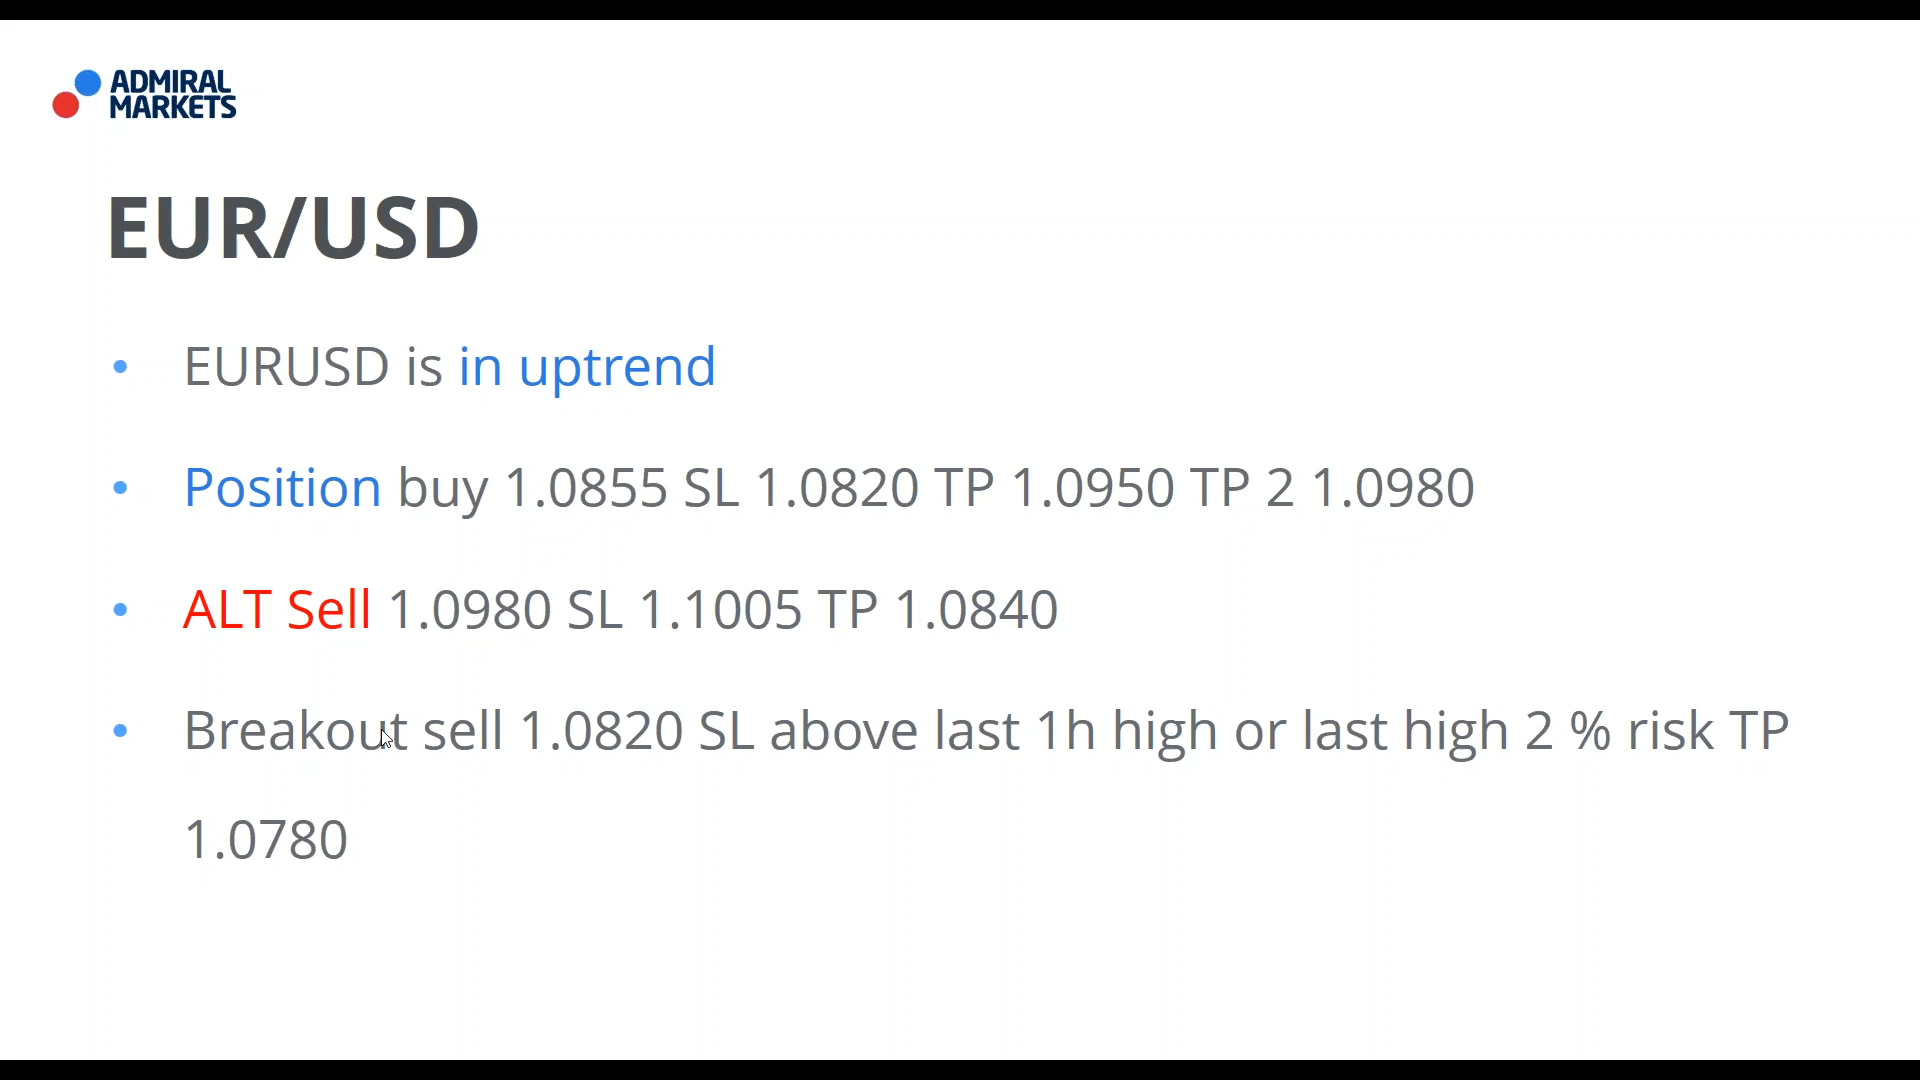 ADMIRAL
MARKETS
EUR/USD
• EURUSD is in uptrend
• Position buy 1.0855 SL 1.0820 TP 1.0950 TP 2 1.0980
• ALT Sell 1.0980 SL 1.1005 TP 1.0840
• Breakout sell 1.0820 SL above last 1h high or last high 2 % risk TP
1.0780